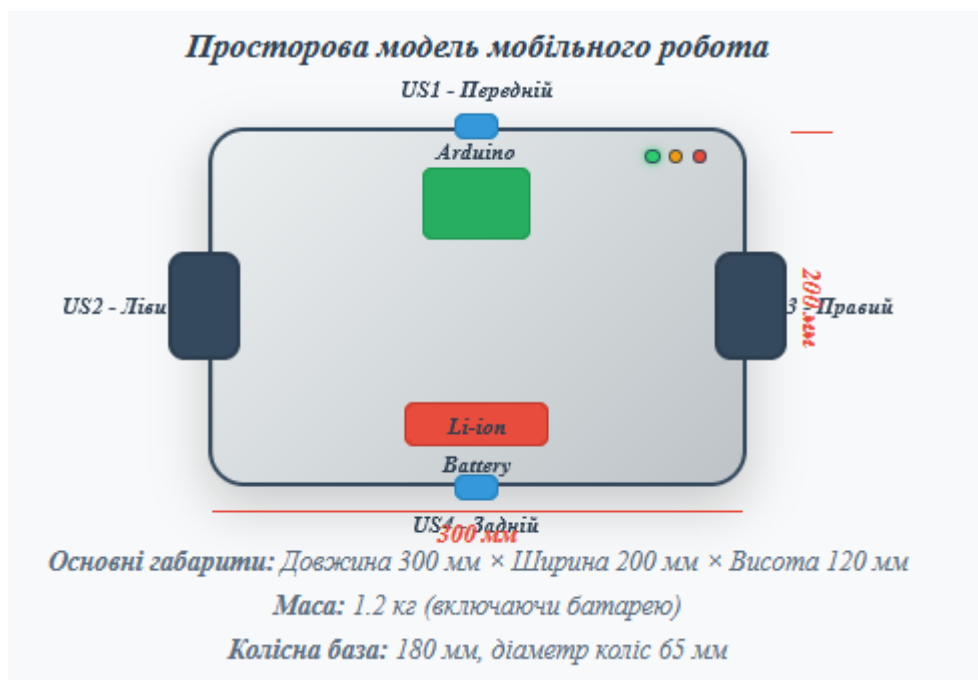 Просторова модель мобільного робота
US1 - Передній
Arduino
US2 - Ліви
3 - Правий
200 мм
Li-ion
Battery
US4 - Задній
300 мм
Основні габарити: Довжина 300 мм × Ширина 200 мм × Висота 120 мм
Маса: 1.2 кг (включаючи батарею)
Колісна база: 180 мм, діаметр коліс 65 мм